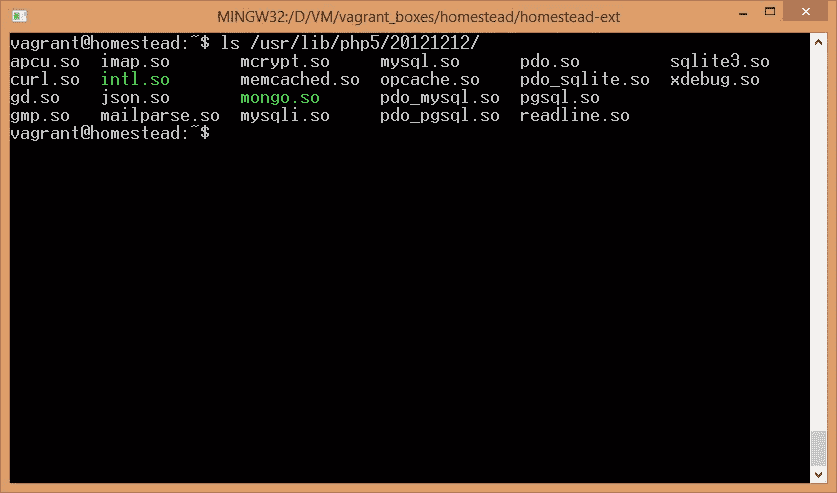 MINGW32:/D/VM/vagrant_boxes/homestead/homestead-ext
vagrant@homestead:~$ ls /usr/lib/php5/20121212/
apcu.so  imap.so       mcrypt.so     mysql.so      pdo.so         sqlite3.so
curl.so  intl.so       memcached.so  opcache.so    pdo_sqlite.so  xdebug.so
gd.so    json.so       mongo.so      pdo_mysql.so  pgsql.so
gmp.so   mailparse.so  mysqli.so     pdo_pgsql.so  readline.so
vagrant@homestead:~$